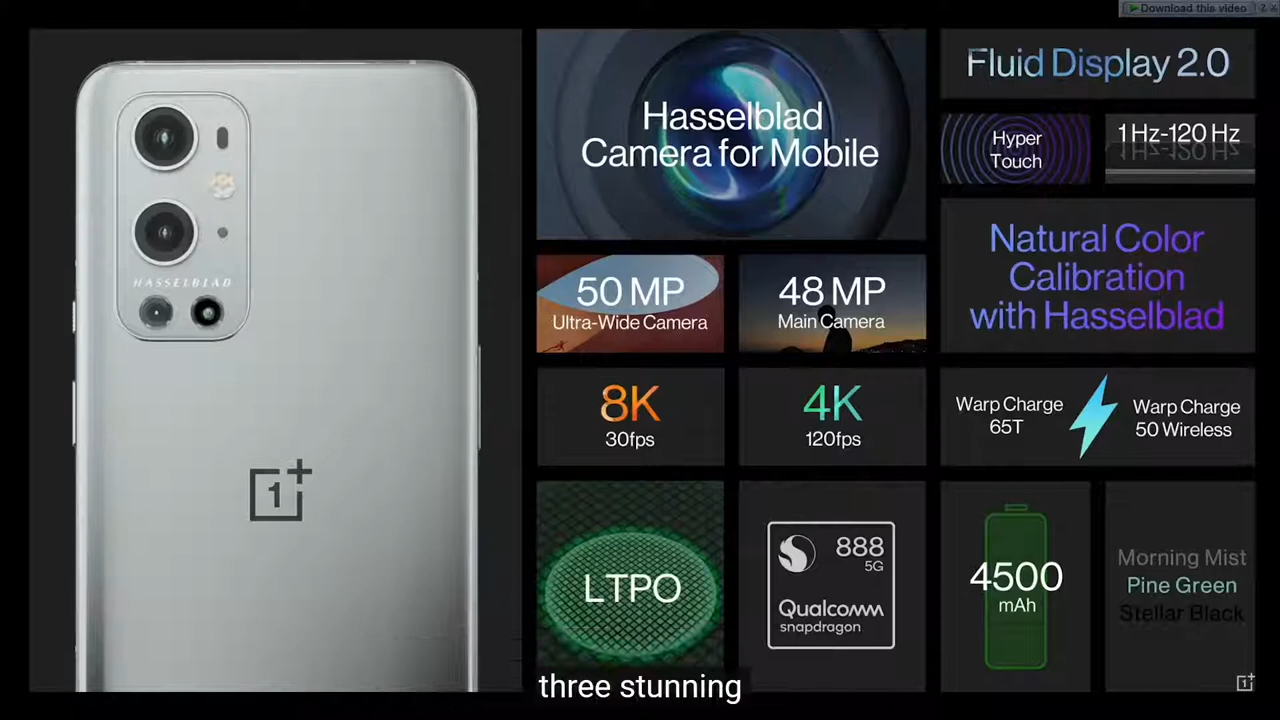 Download this video ? X
HASSELBLAD
1+
Hasselblad
Camera for Mobile
50 MP
Ultra-Wide Camera
48 MP
Main Camera
8K
30fps
4K
120fps
LTPO
888
5G
Qualcomm
snapdragon
Fluid Display 2.0
Hyper
Touch
1 Hz-120 Hz
Natural Color
Calibration
with Hasselblad
Warp Charge
65T
Warp Charge
50 Wireless
4500
mAh
Morning Mist
Pine Green
Stellar Black
1+
three stunning